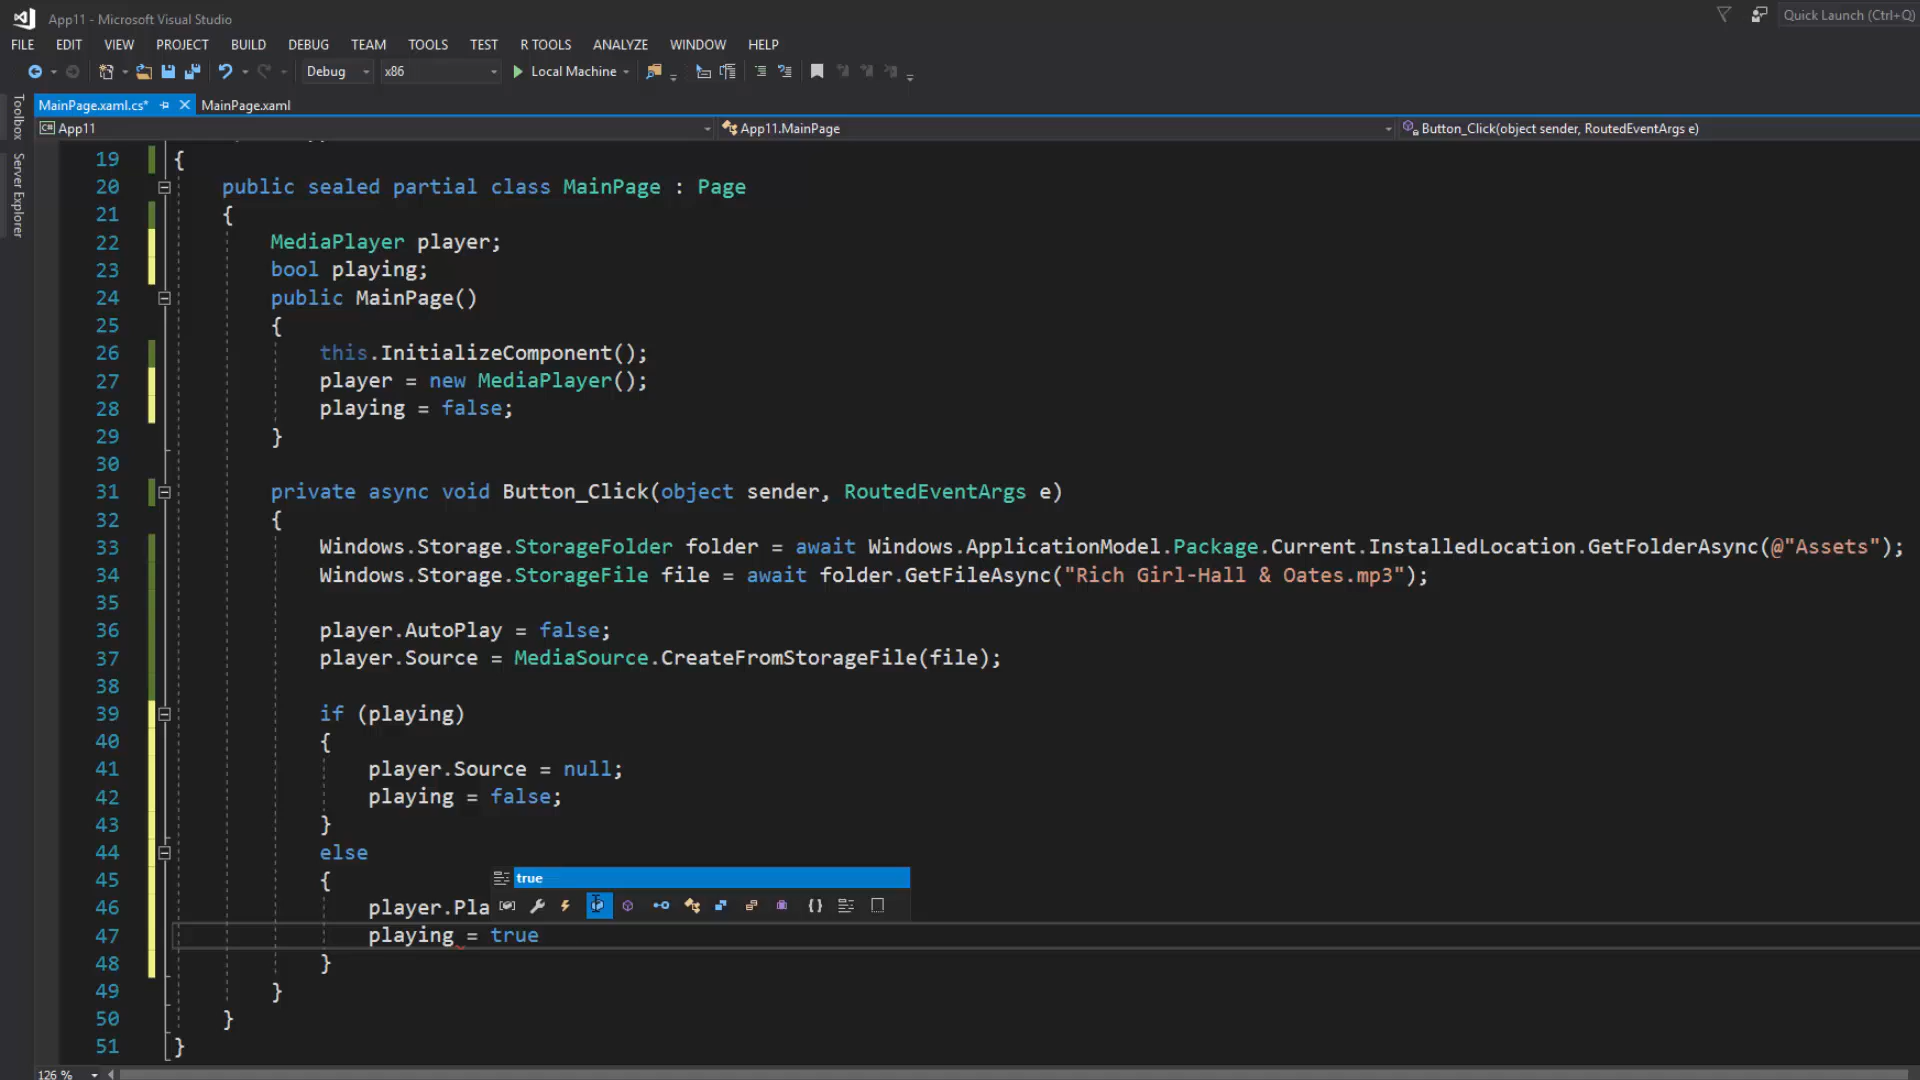 App11 - Microsoft Visual Studio
Quick Launch (Ctrl+Q)
FILE EDIT VIEW PROJECT BUILD DEBUG TEAM TOOLS TEST R TOOLS ANALYZE WINDOW HELP
Debug x86 Local Machine
MainPage.xaml.cs* MainPage.xaml
App11 App11.MainPage Button_Click(object sender, RoutedEventArgs e)
Toolbox
Server Explorer
19 {
20 public sealed partial class MainPage : Page
21 {
22 MediaPlayer player;
23 bool playing;
24 public MainPage()
25 {
26 this.InitializeComponent();
27 player = new MediaPlayer();
28 playing = false;
29 }
30
31 private async void Button_Click(object sender, RoutedEventArgs e)
32 {
33 Windows.Storage.StorageFolder folder = await Windows.ApplicationModel.Package.Current.InstalledLocation.GetFolderAsync(@"Assets");
34 Windows.Storage.StorageFile file = await folder.GetFileAsync("Rich Girl-Hall & Oates.mp3");
35
36 player.AutoPlay = false;
37 player.Source = MediaSource.CreateFromStorageFile(file);
38
39 if (playing)
40 {
41 player.Source = null;
42 playing = false;
43 }
44 else
45 {
true
46 player.Pla
47 playing = true
48 }
49 }
50 }
51 }
126 %